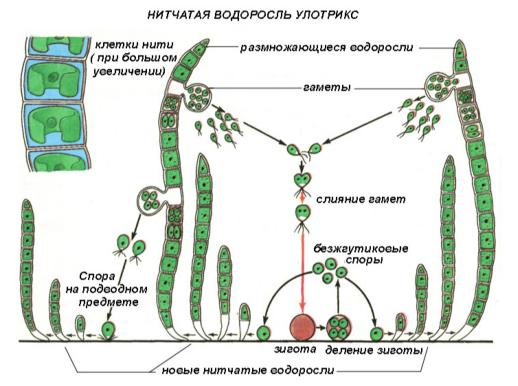 НИТЧАТАЯ ВОДОРОСЛЬ УЛОТРИКС
клетки нити
( при большом
увеличении)
размножающиеся водоросли
гаметы
слияние гамет
безжгутиковые
споры
Спора
на подводном
предмете
зигота
деление зиготы
новые нитчатые водоросли